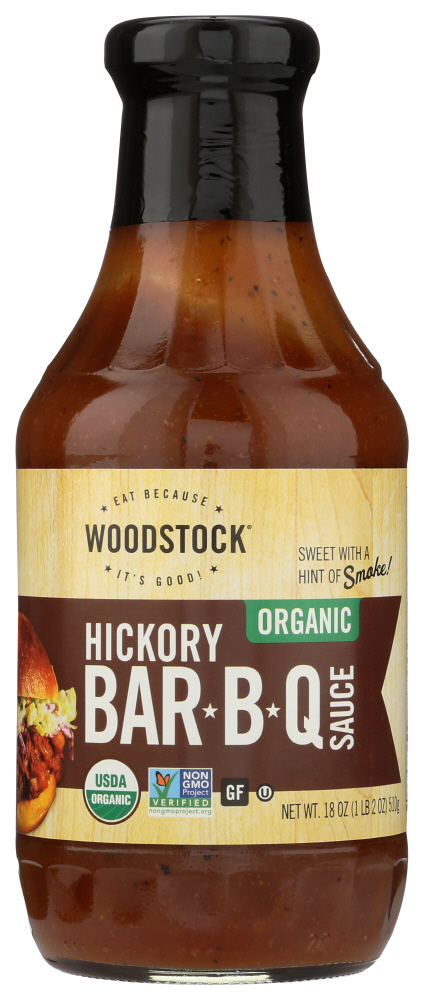 EAT BECAUSE
WOODSTOCK®
IT'S GOOD!
SWEET WITH A
HINT OF Smoke!
ORGANIC
HICKORY
BAR★B★Q
SAUCE
USDA
ORGANIC
NON
GMO
Project
VERIFIED
nongmoproject.org
GF
U
NET WT. 18 OZ (1 LB 2 OZ) 510g